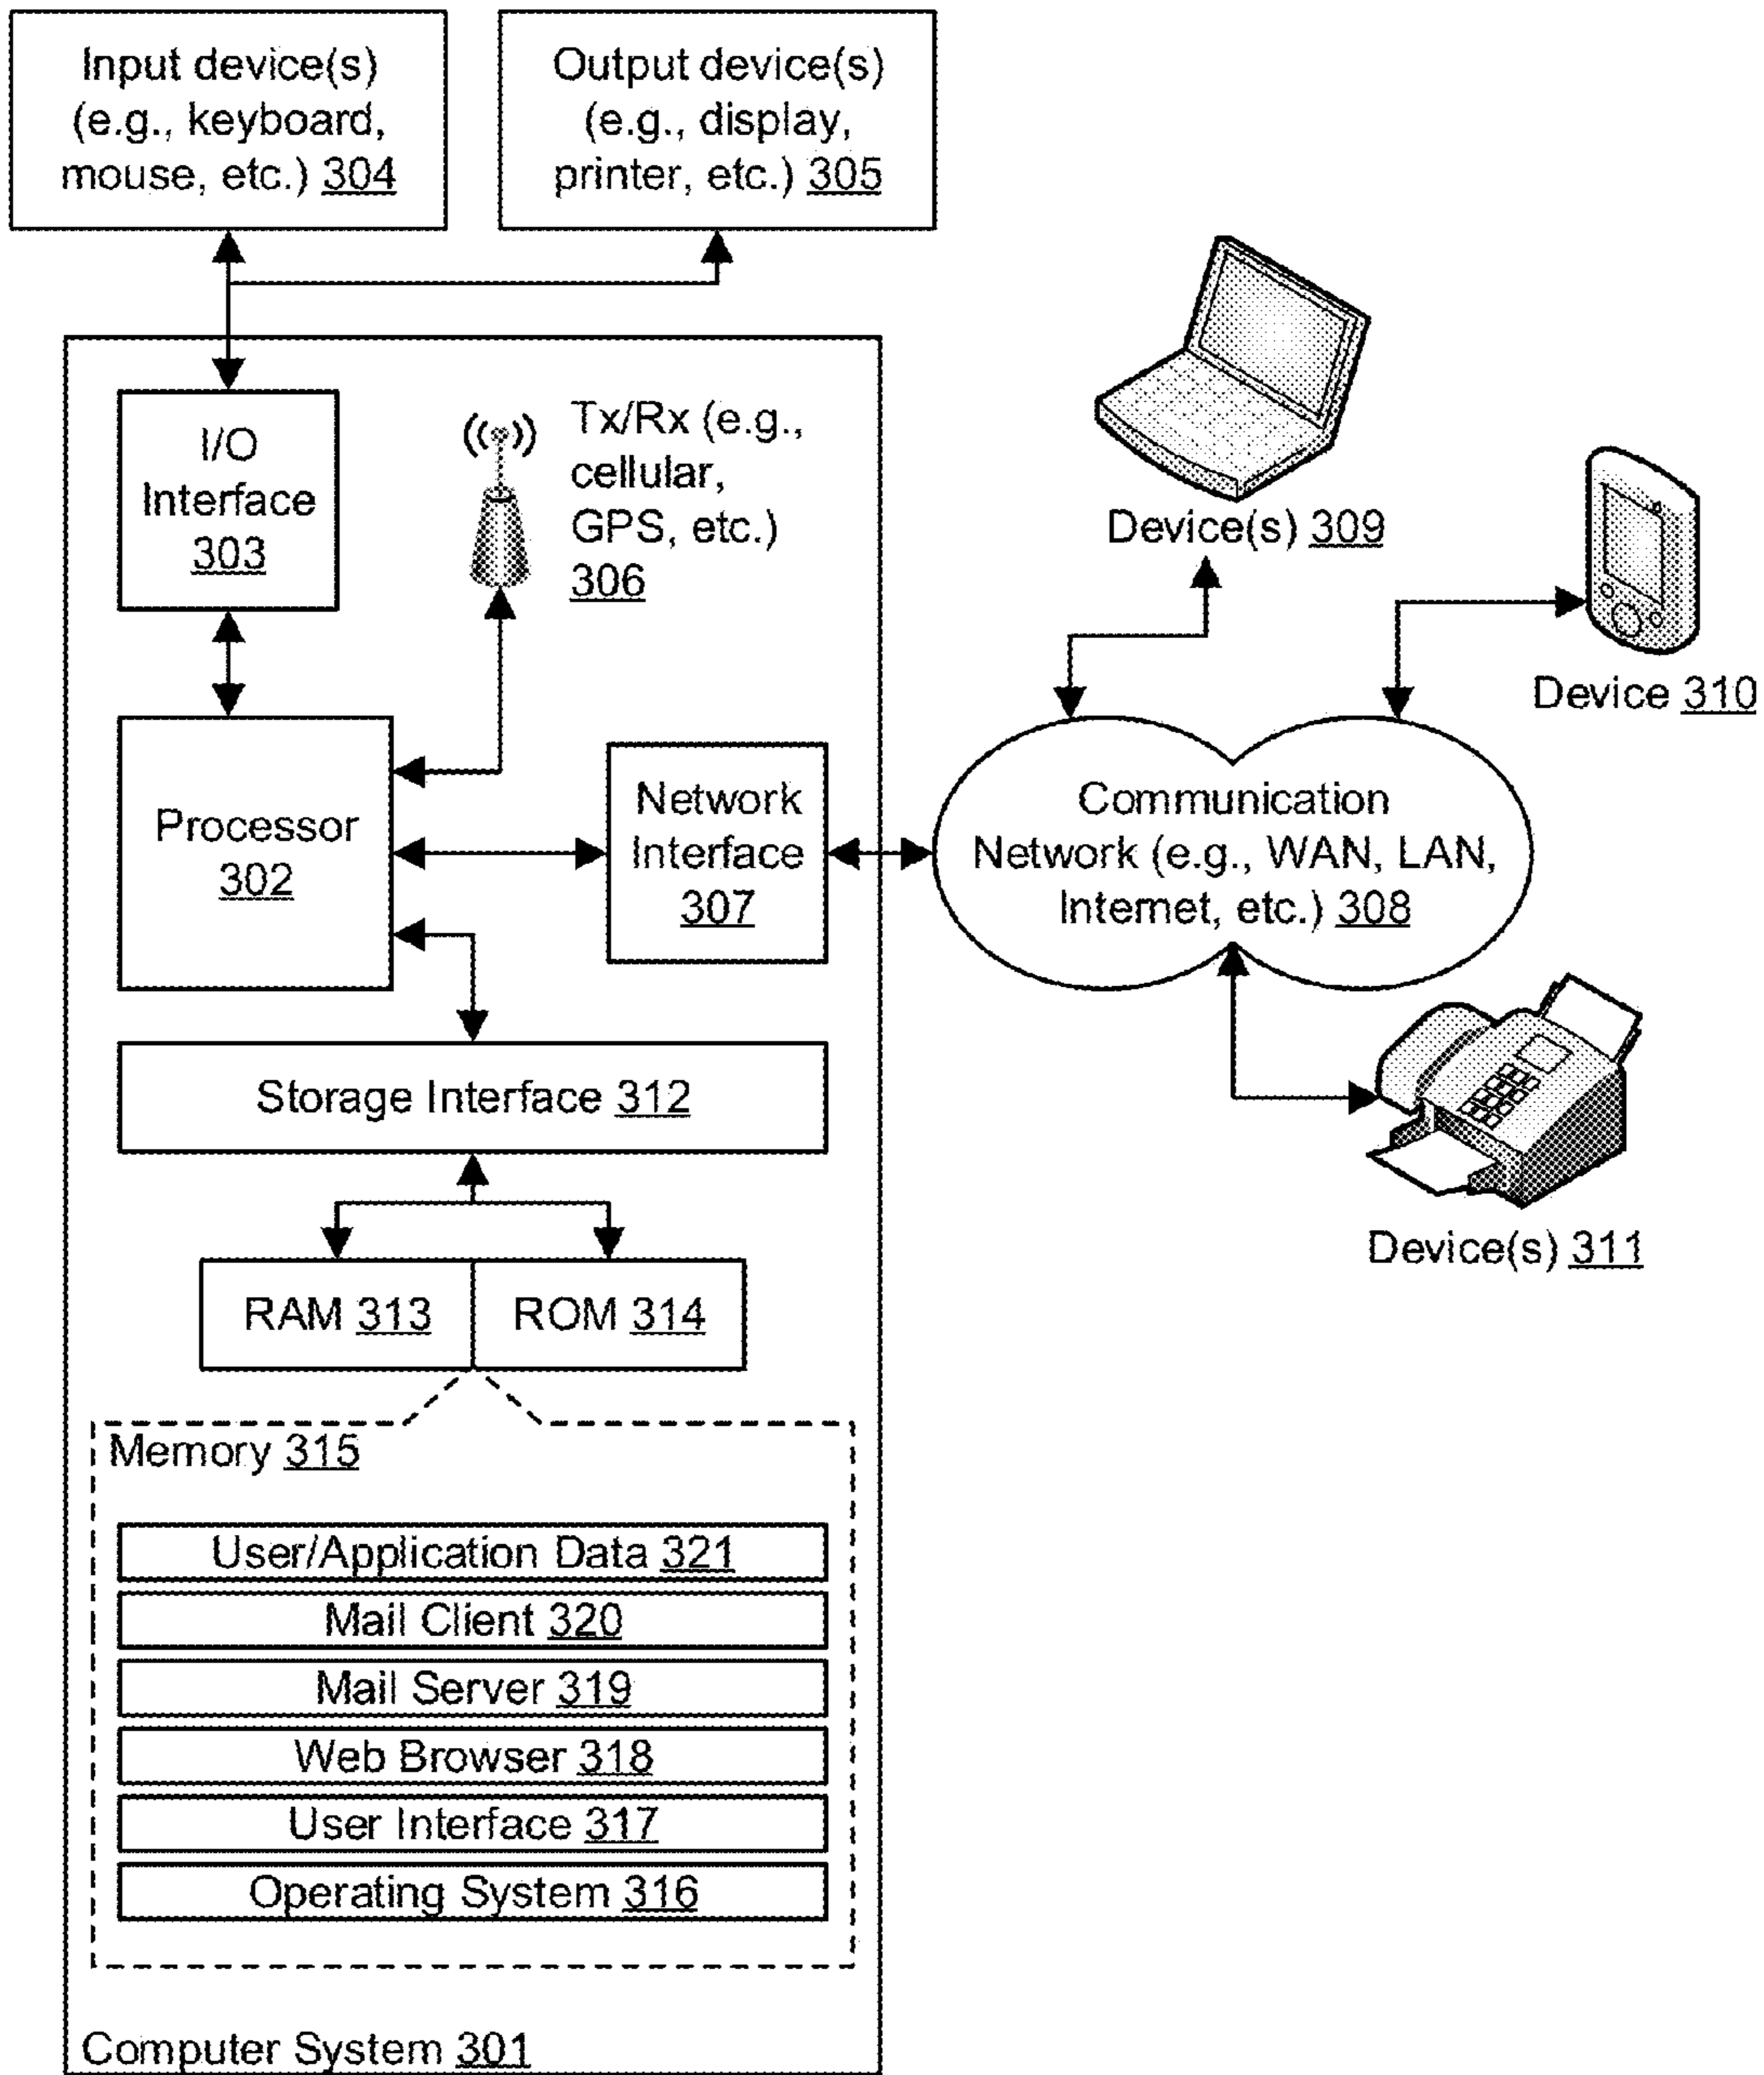 Input device(s)
(e.g., keyboard,
mouse, etc.) 304
Output device(s)
(e.g., display,
printer, etc.) 305
I/O
Interface
303
Tx/Rx (e.g.,
cellular,
GPS, etc.)
306
Device(s) 309
Device 310
Processor
302
Network
Interface
307
Communication
Network (e.g., WAN, LAN,
Internet, etc.) 308
Storage Interface 312
Device(s) 311
RAM 313
ROM 314
Memory 315
User/Application Data 321
Mail Client 320
Mail Server 319
Web Browser 318
User Interface 317
Operating System 316
Computer System 301